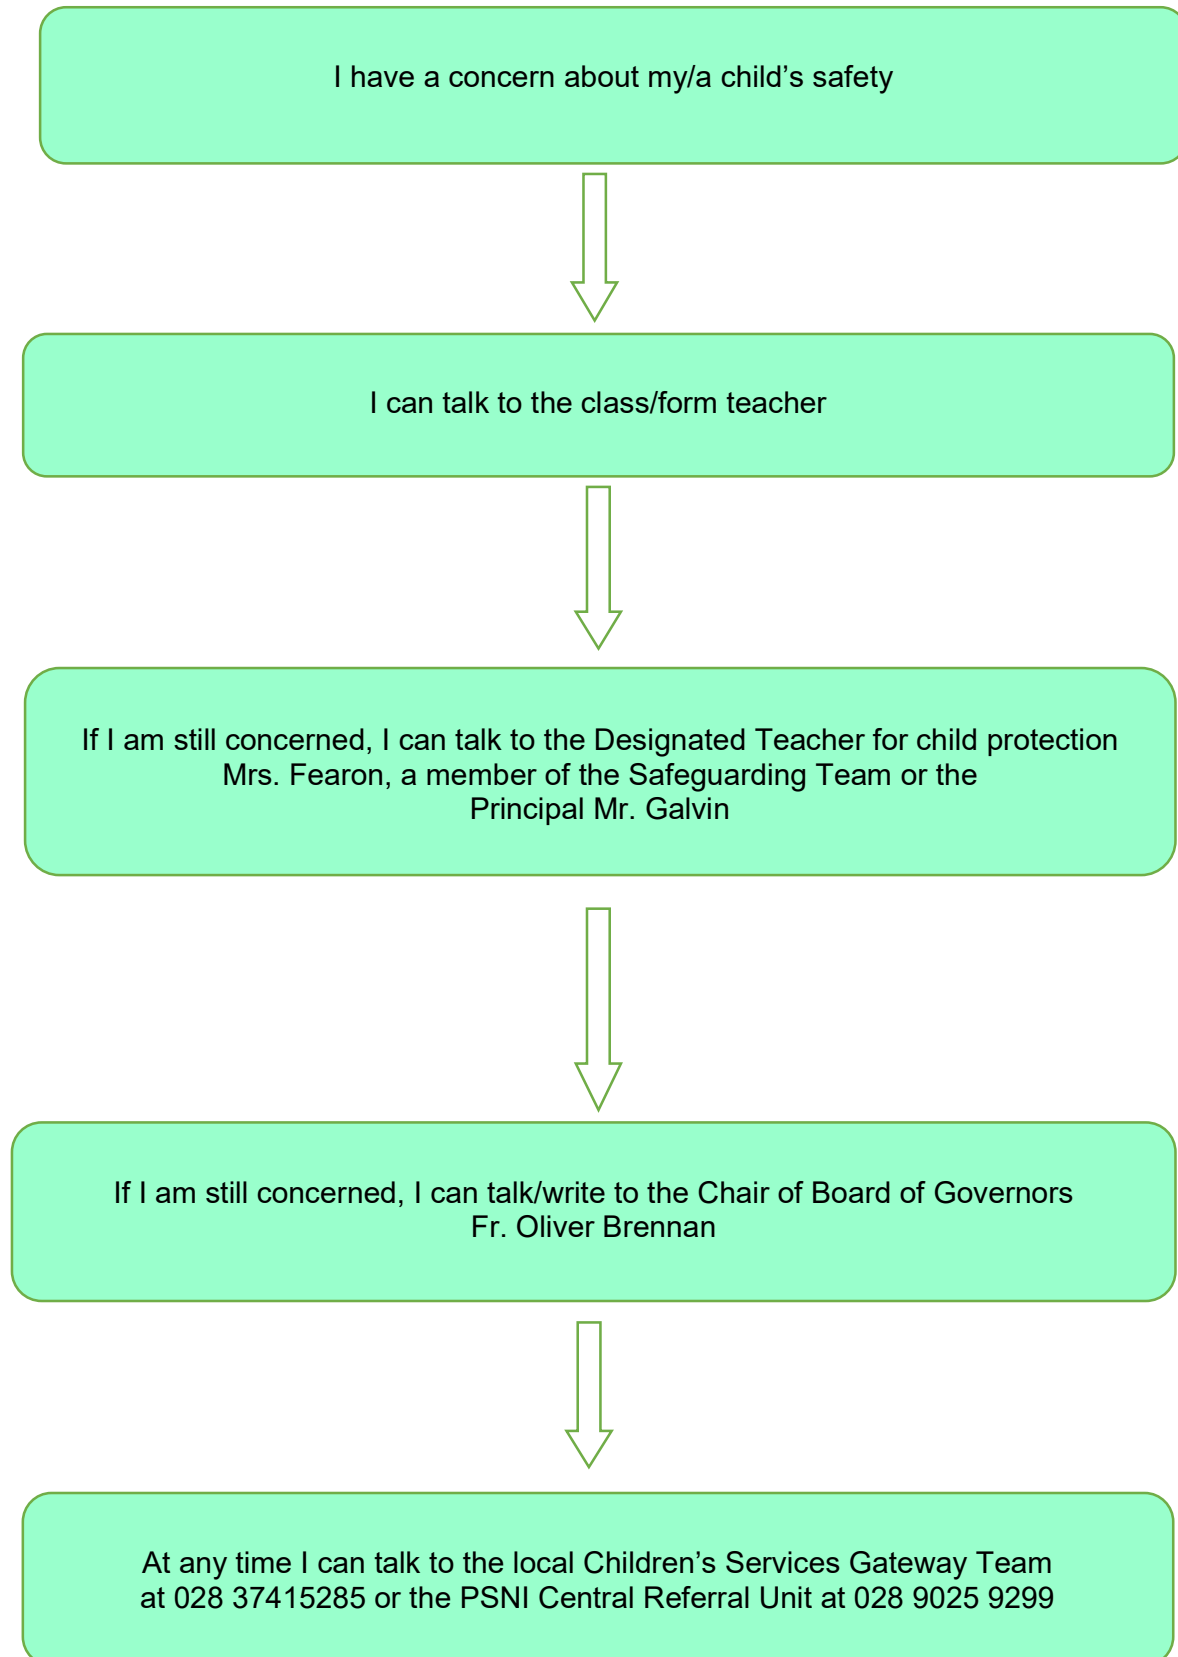 I have a concern about my/a child’s safety
I can talk to the class/form teacher
If I am still concerned, I can talk to the Designated Teacher for child protection
Mrs. Fearon, a member of the Safeguarding Team or the
Principal Mr. Galvin
If I am still concerned, I can talk/write to the Chair of Board of Governors
Fr. Oliver Brennan
At any time I can talk to the local Children’s Services Gateway Team
at 028 37415285 or the PSNI Central Referral Unit at 028 9025 9299